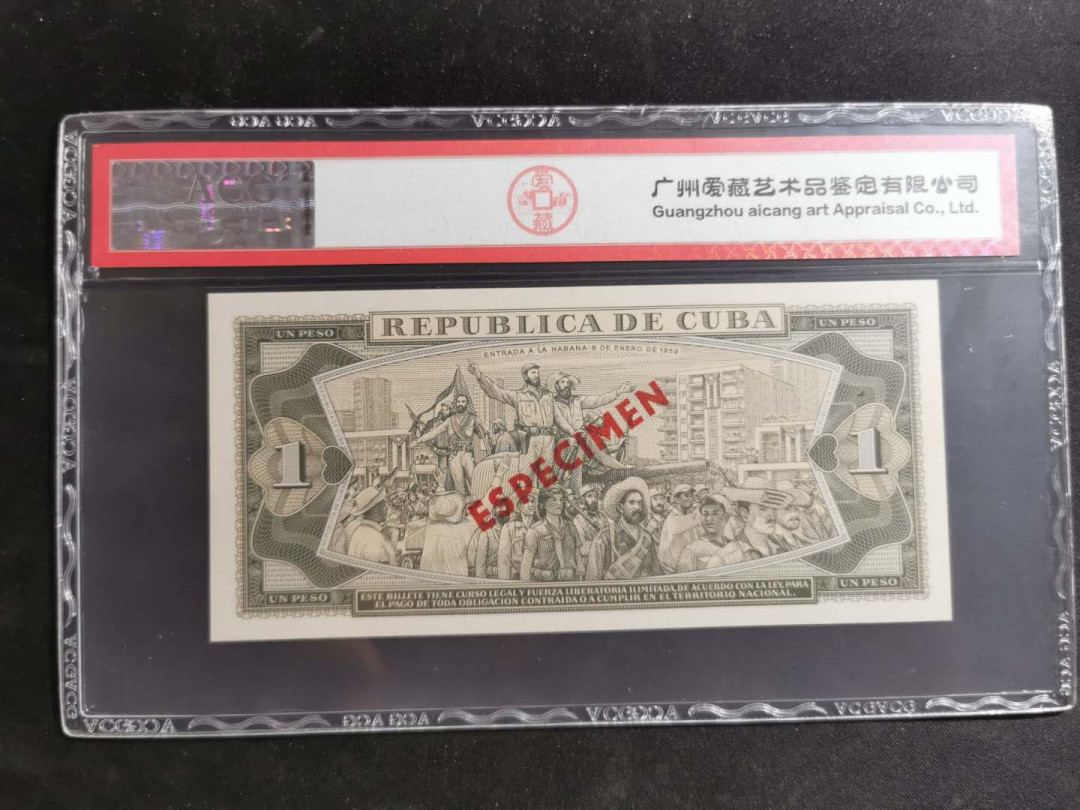 ACG
爱藏
广州爱藏艺术品鉴定有限公司
Guangzhou aicang art Appraisal Co., Ltd.
UN PESO
REPUBLICA DE CUBA
UN PESO
ENTRADA A LA HABANA 8 DE ENERO DE 1959
1
1
ESPECIMEN
UN PESO
ESTE BILLETE TIENE CURSO LEGAL Y FUERZA LIBERATORIA ILIMITADA, DE ACUERDO CON LA LEY, PARA
EL PAGO DE TODA OBLIGACION CONTRAIDA O A CUMPLIR EN EL TERRITORIO NACIONAL.
UN PESO